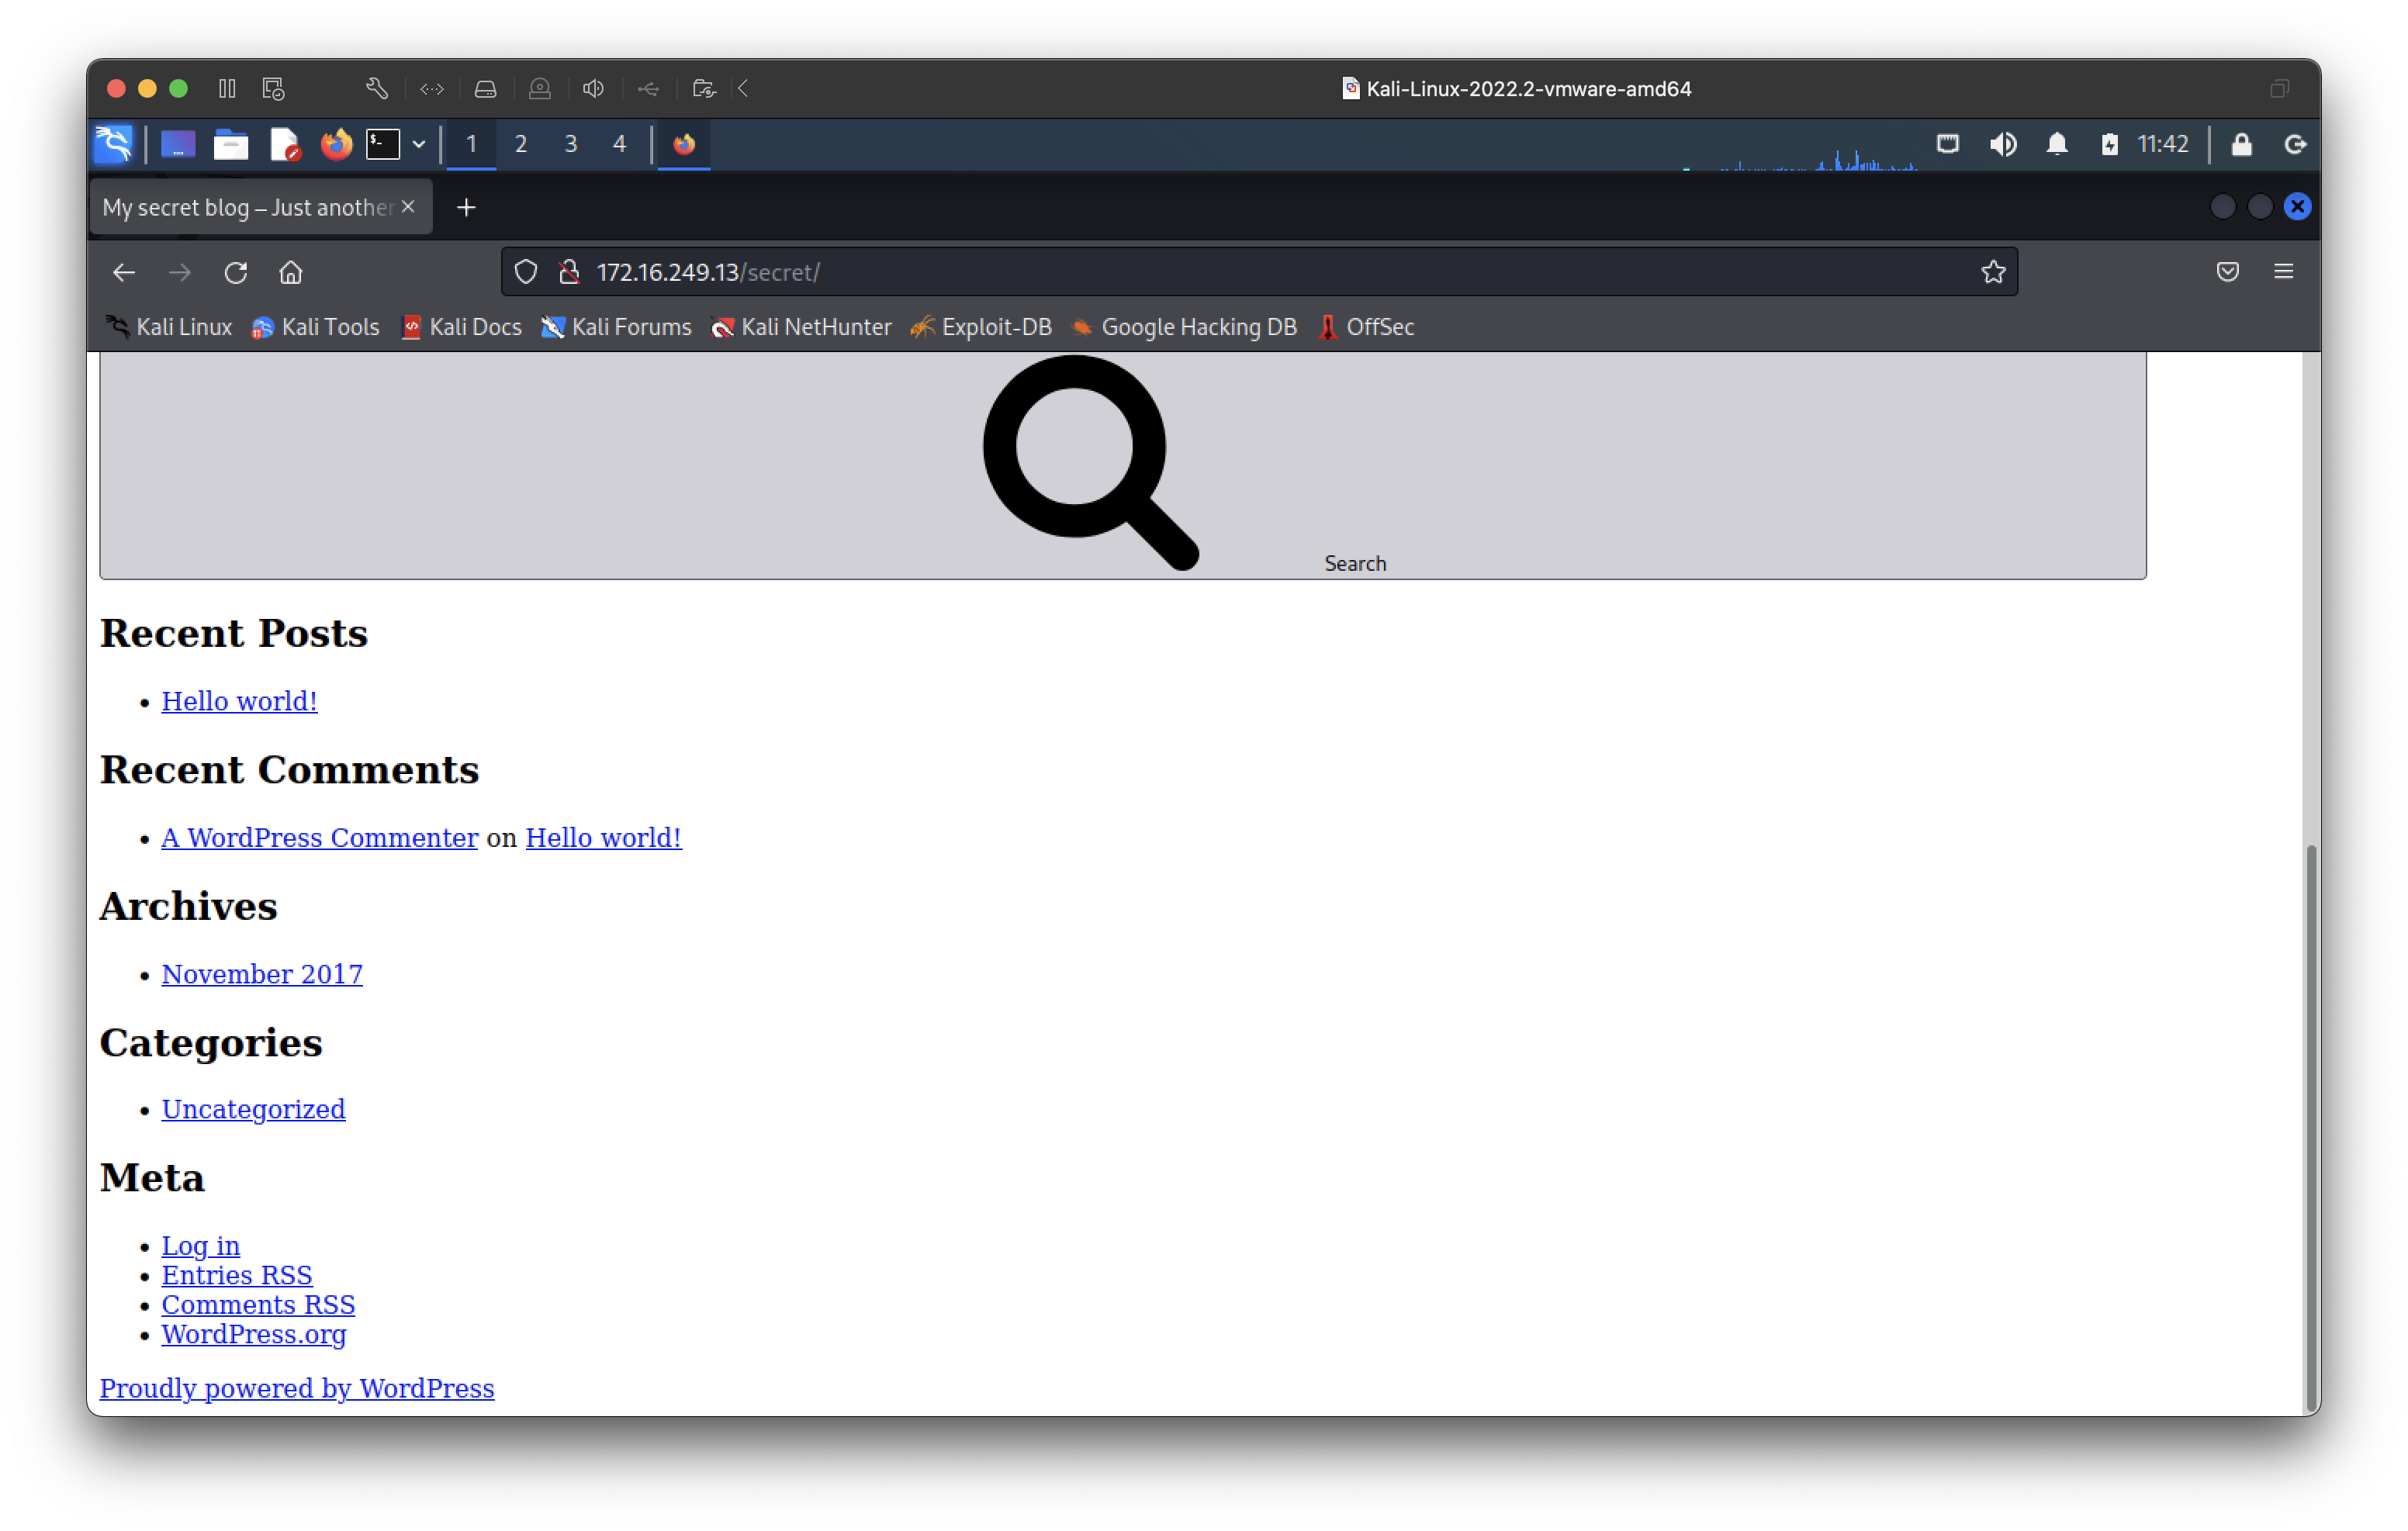 Kali-Linux-2022.2-vmware-amd64
$-
1 2 3 4
11:42
My secret blog – Just another
172.16.249.13/secret/
Kali Linux Kali Tools Kali Docs Kali Forums Kali NetHunter Exploit-DB Google Hacking DB OffSec
Search
Recent Posts
Hello world!
Recent Comments
A WordPress Commenter on Hello world!
Archives
November 2017
Categories
Uncategorized
Meta
Log in
Entries RSS
Comments RSS
WordPress.org
Proudly powered by WordPress